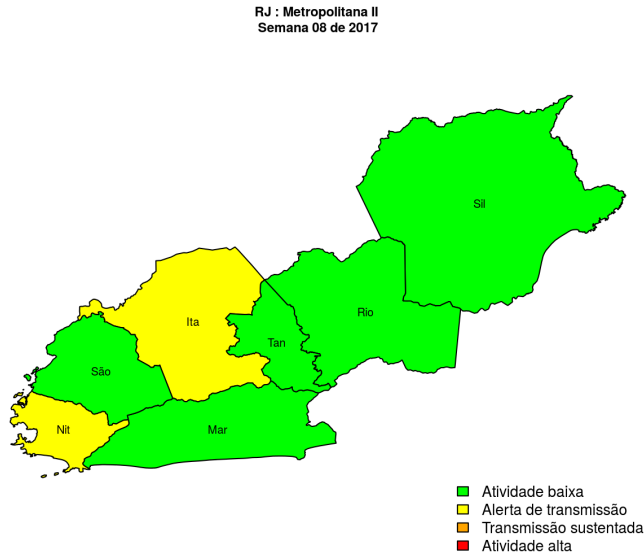 RJ : Metropolitana II
Semana 08 de 2017
Sil
Ita
Rio
Tan
São
Nit
Mar
Atividade baixa
Alerta de transmissão
Transmissão sustentada
Atividade alta